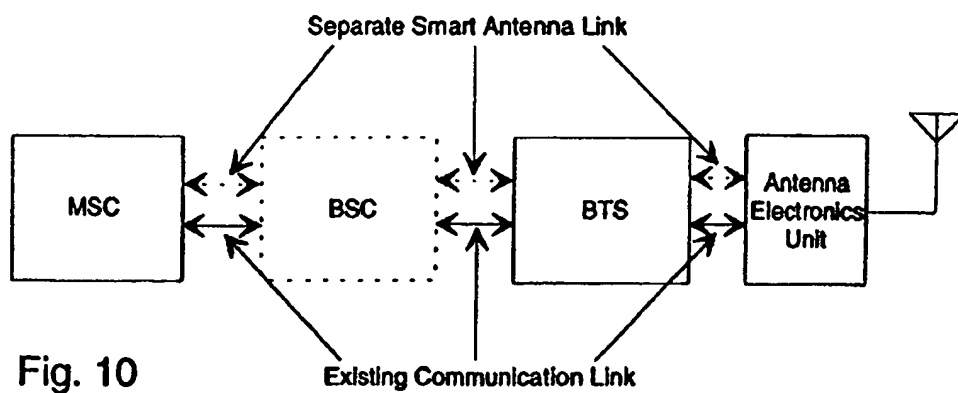 Separate Smart Antenna Link
MSC
BSC
BTS
Antenna
Electronics
Unit
Existing Communication Link
Fig. 10